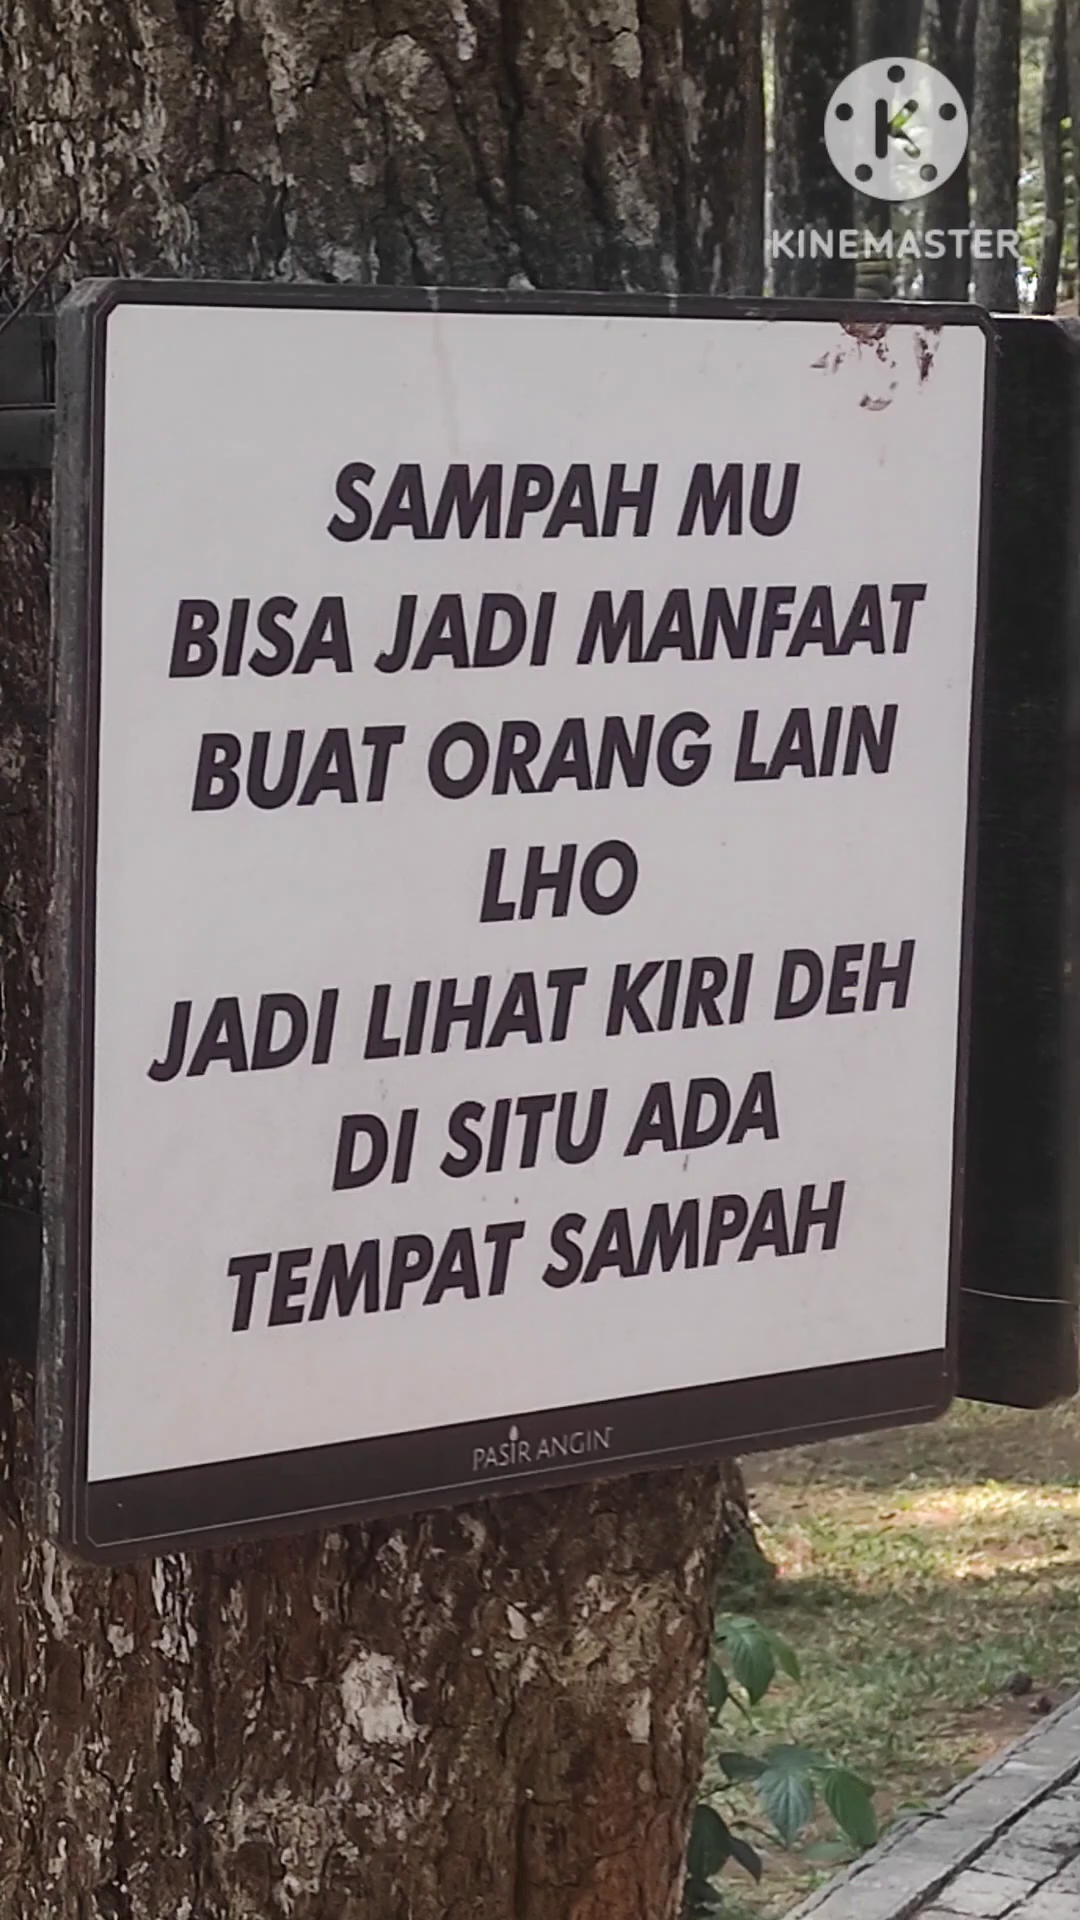 K
KINEMASTER
SAMPAH MU
BISA JADI MANFAAT
BUAT ORANG LAIN
LHO
JADI LIHAT KIRI DEH
DI SITU ADA
TEMPAT SAMPAH
PASIR ANGIN